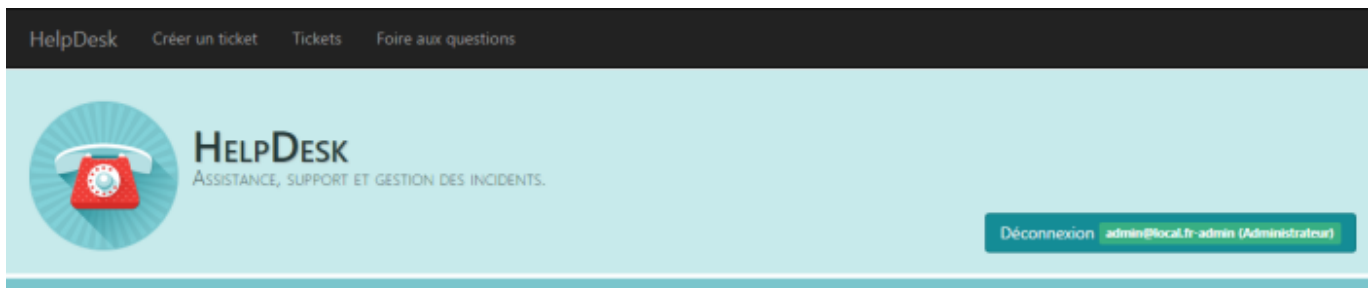 HelpDesk Créer un ticket Tickets Foire aux questions
HELPDESK
ASSISTANCE, SUPPORT ET GESTION DES INCIDENTS.
Déconnexion admin@local.fr-admin (Administrateur)